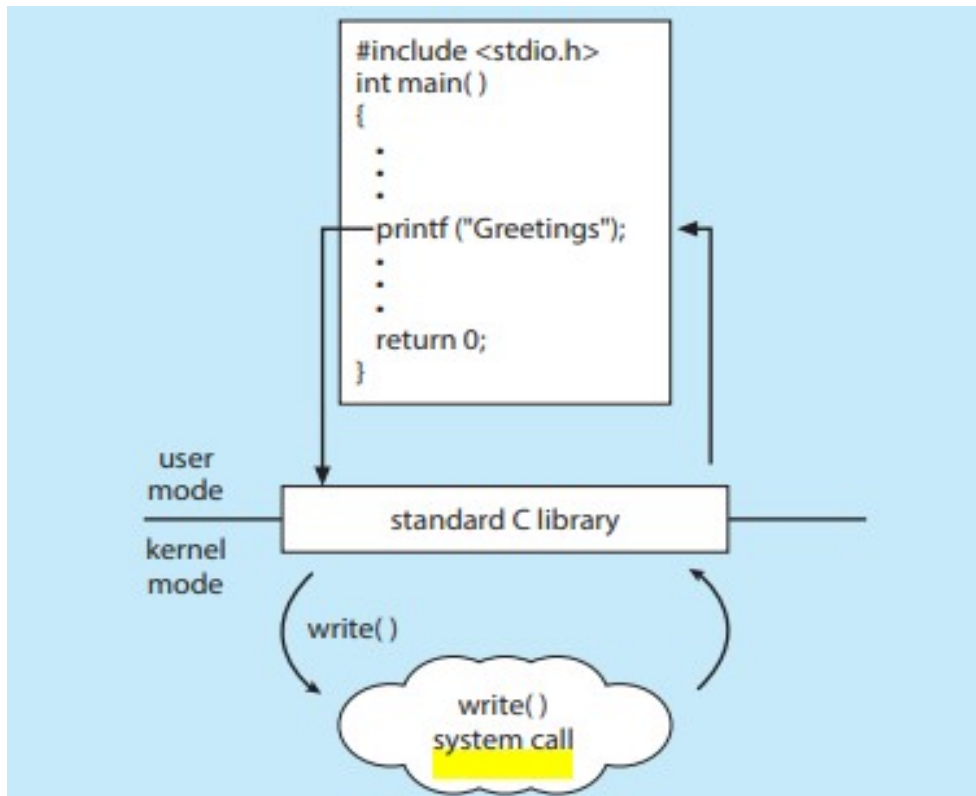 #include <stdio.h>
int main( )
{
•
•
•
printf ("Greetings");
•
•
•
return 0;
}
user
mode
standard C library
kernel
mode
write( )
write( )
system call